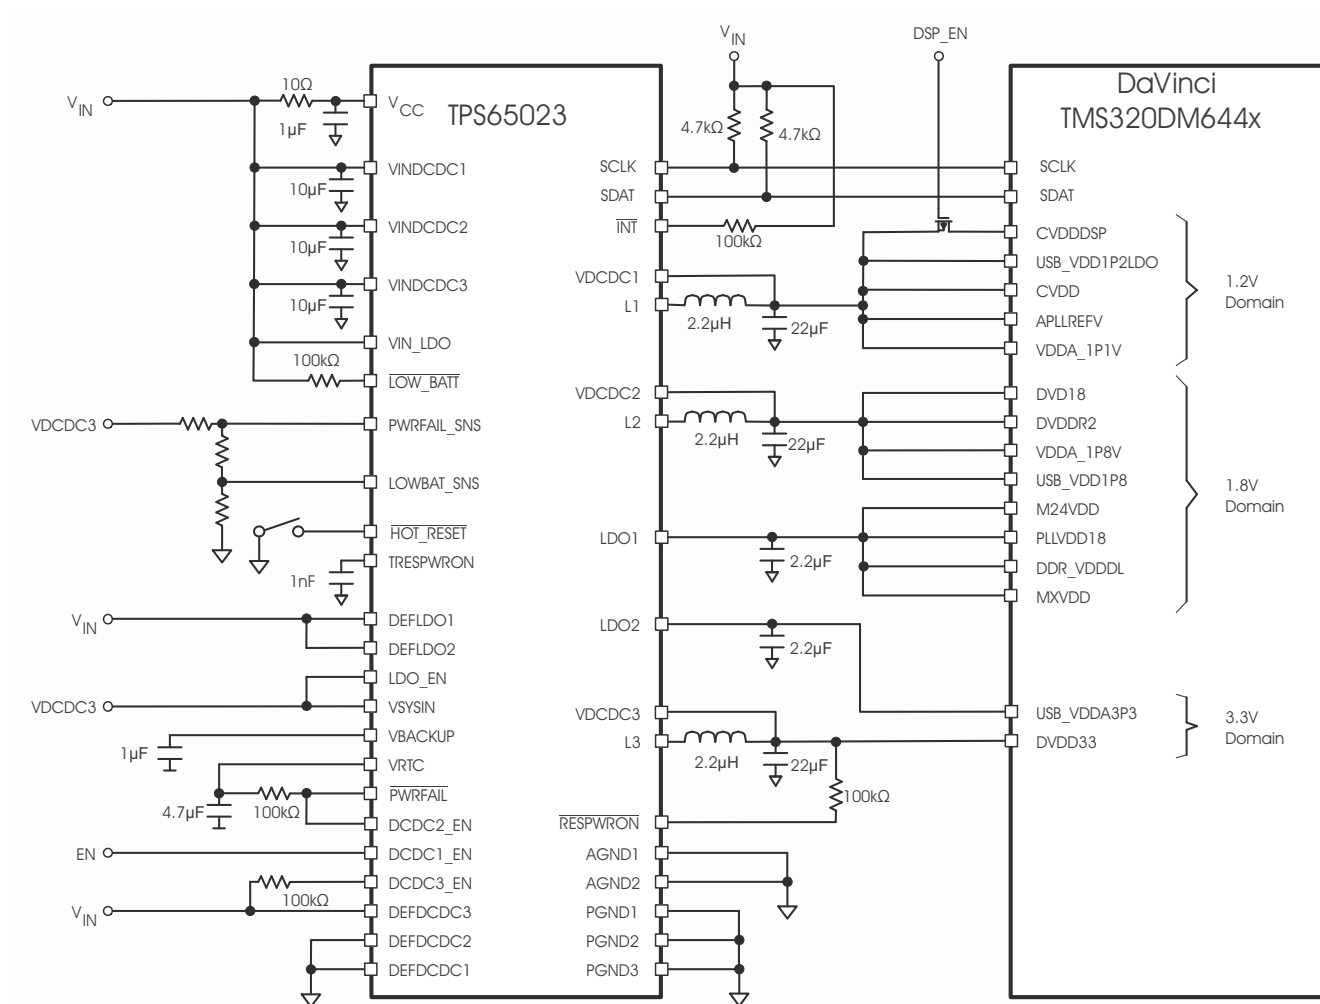 V_IN
DSP_EN
V_IN
10Ω
1µF
V_CC
TPS65023
DaVinci
TMS320DM644x
4.7kΩ
4.7kΩ
10µF
VINDCDC1
SCLK
SCLK
SDAT
SDAT
10µF
VINDCDC2
INT
100kΩ
CVDDDSP
USB_VDD1P2LDO
10µF
VINDCDC3
VDCDC1
L1
2.2µH
22µF
CVDD
APLLREFV
VDDA_1P1V
1.2V
Domain
VIN_LDO
100kΩ
LOW_BATT
VDCDC2
L2
2.2µH
22µF
DVD18
DVDDR2
VDDA_1P8V
USB_VDD1P8
M24VDD
PLLVDD18
DDR_VDDDL
MXVDD
1.8V
Domain
VDCDC3
PWRFAIL_SNS
LOWBAT_SNS
HOT_RESET
LDO1
2.2µF
1nF
TRESPWRON
V_IN
DEFLDO1
DEFLDO2
LDO2
2.2µF
LDO_EN
VDCDC3
VSYSIN
VDCDC3
L3
2.2µH
22µF
USB_VDDA3P3
DVDD33
3.3V
Domain
1µF
VBACKUP
VRTC
4.7µF
100kΩ
PWRFAIL
100kΩ
DCDC2_EN
RESPWRON
EN
DCDC1_EN
AGND1
DCDC3_EN
AGND2
100kΩ
V_IN
DEFDCDC3
PGND1
DEFDCDC2
PGND2
DEFDCDC1
PGND3